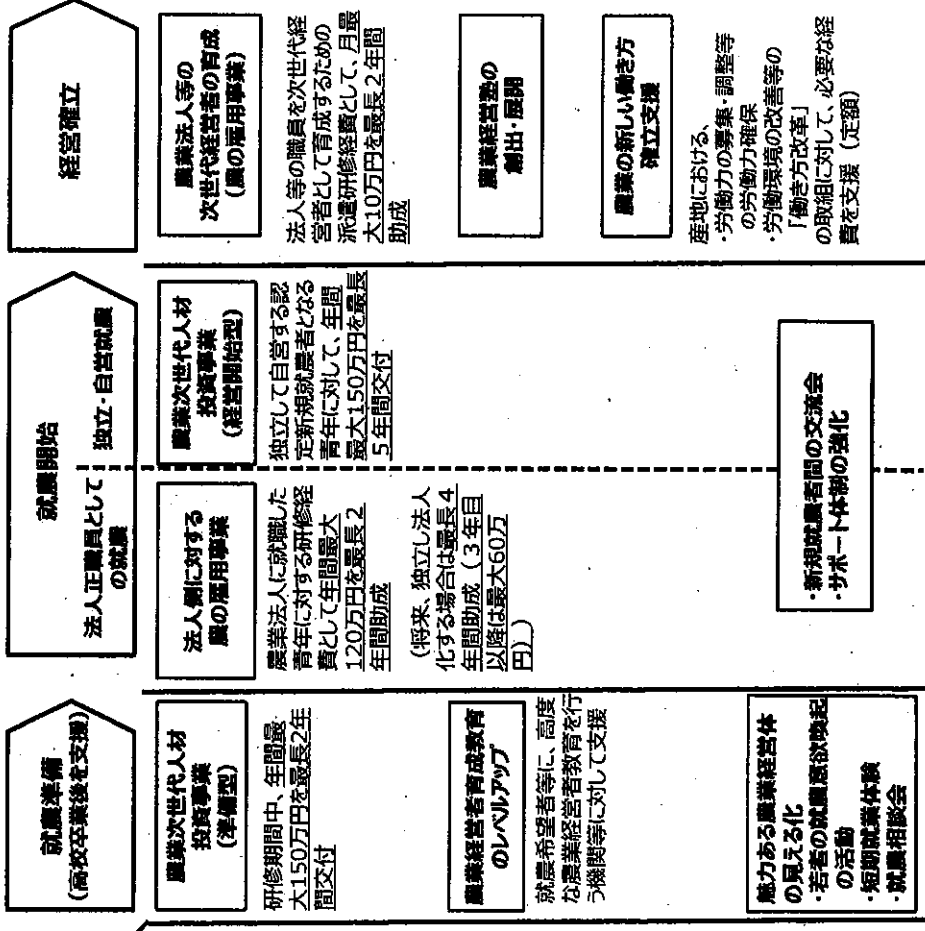 就農準備
(高校卒業後を支援)
農業次世代人材
投資事業
(準備型)
研修期間中、年間最
大150万円を最長2年
間交付
農業経営者育成教育
のレベルアップ
就農希望者等に、高度
な農業経営者教育を行
う機関等に対して支援
魅力ある農業経営体
の見える化
・若者の就農意欲喚起
の活動
・短期就業体験
・就農相談会
就農開始
法人正職員として
の就農
独立・自営就農
法人側に対する
農の雇用事業
農業法人に就職した
青年に対する研修経
費として年間最大
120万円を最長2
年間助成
(将来、独立し法人
化する場合は最長4
年間助成(3年目
以降は最大60万
円))
農業次世代人材
投資事業
(経営開始型)
独立して自営する認
定新規就農者となる
青年に対して、年間
最大150万円を最長
5年間交付
・新規就農者間の交流会
・サポート体制の強化
経営確立
農業法人等の
次世代経営者の育成
(農の雇用事業)
法人等の職員を次世代経
営者として育成するための
派遣研修経費として、月最
大10万円を最長2年間
助成
農業経営塾の
創出・展開
農業の新しい働き方
確立支援
産地における、
・労働力の募集・調整等
の労働力確保
・労働環境の改善等の
「働き方改革」
の取組に対して、必要な経
費を支援(定額)